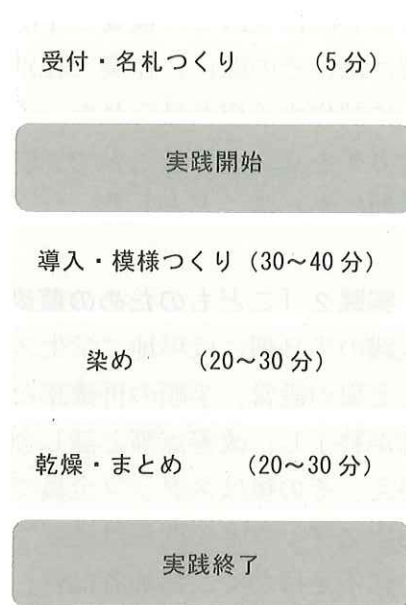 受付・名札つくり　　（5分）
実践開始
導入・模様つくり（30～40分）
染め　　（20～30分）
乾燥・まとめ　　（20～30分）
実践終了